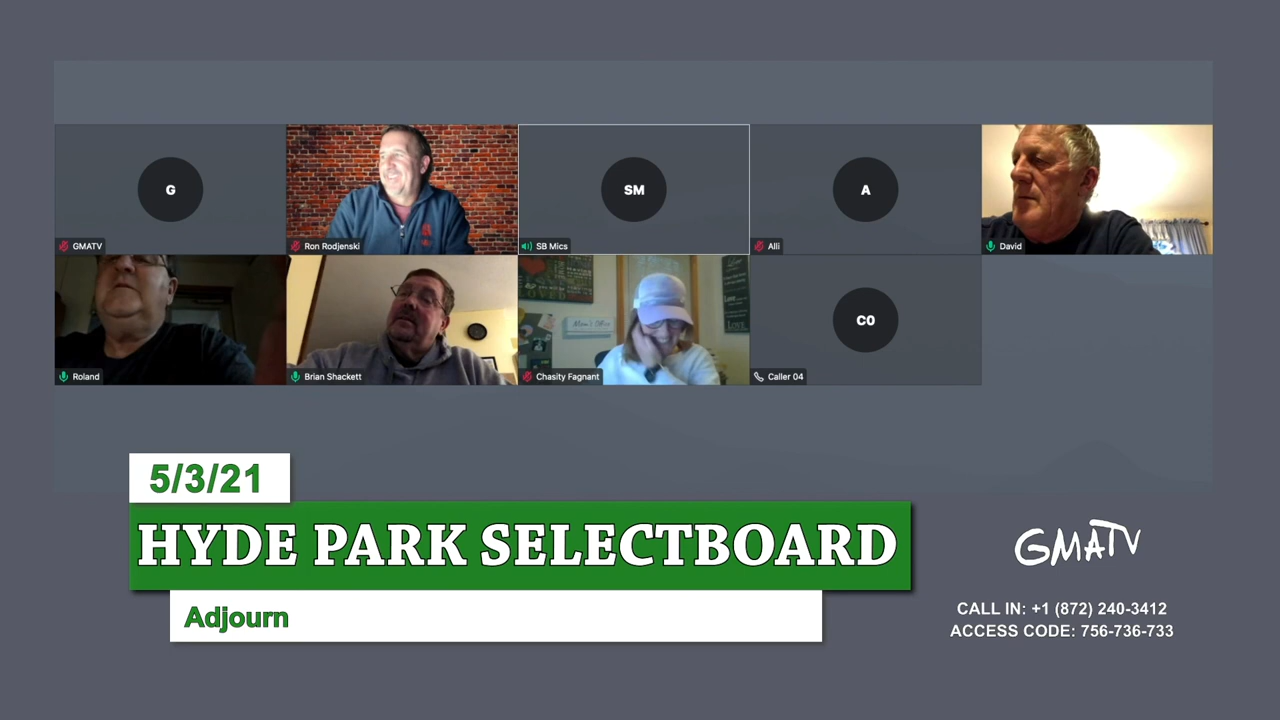 G
SM
A
GMATV
Ron Rodjenski
SB Mics
Alli
David
C0
Roland
Brian Shackett
Chasity Fagnant
Caller 04
5/3/21
HYDE PARK SELECTBOARD
Adjourn
GMATV
CALL IN: +1 (872) 240-3412
ACCESS CODE: 756-736-733